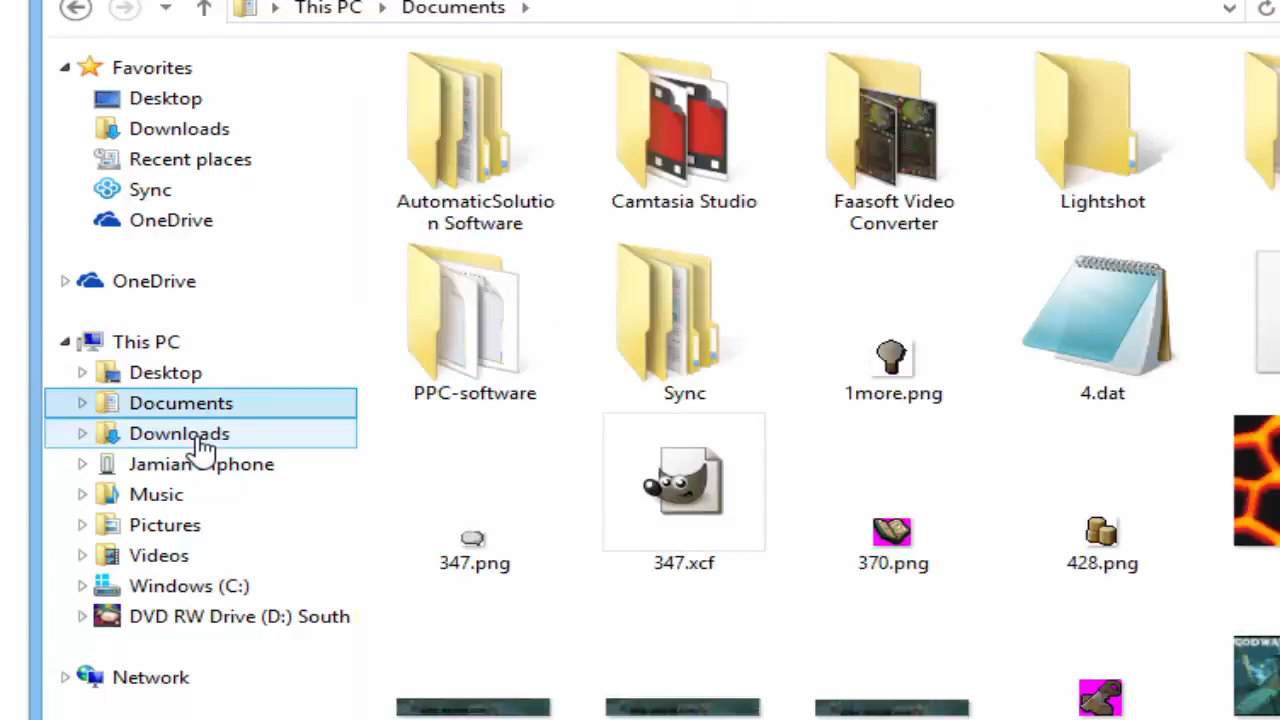 This PC
Documents
Favorites
Desktop
Downloads
Recent places
Sync
OneDrive
OneDrive
This PC
Desktop
Documents
Downloads
Jamian iphone
Music
Pictures
Videos
Windows (C:)
DVD RW Drive (D:) South
Network
AutomaticSolutio
n Software
Camtasia Studio
Faasoft Video
Converter
Lightshot
PPC-software
Sync
1more.png
4.dat
347.png
347.xcf
370.png
428.png